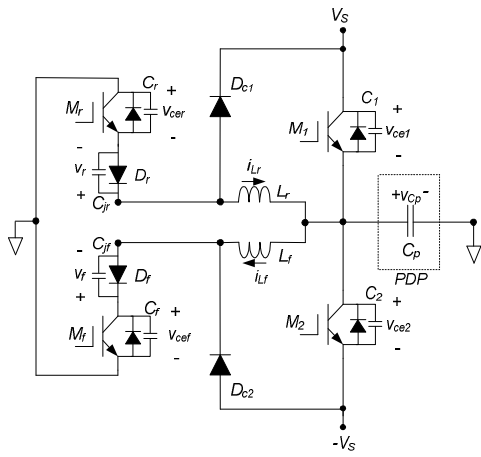 V_S
C_r + D_c1 C_1 +
M_r v_cer M_1 v_ce1
- - -
v_r D_r i_Lr
+ C_jr L_r +v_Cp-
- C_jf L_f C_p
v_f D_f i_Lf PDP
+ C_f + C_2 +
M_f v_cef M_2 v_ce2
- D_c2 -
-V_S